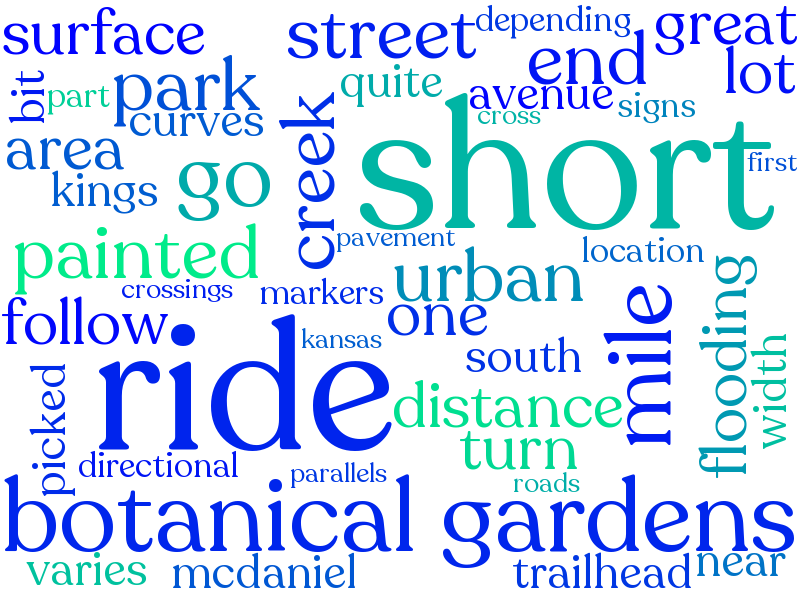 surface
street
depending
great
bit
part
park
quite
end
lot
avenue
signs
curves
creek
cross
area
kings
go
short
first
painted
pavement
location
crossings
markers
urban
follow
one
kansas
mile
flooding
width
ride
south
picked
distance
turn
directional
parallels
roads
botanical
gardens
varies
mcdaniel
trailhead
near